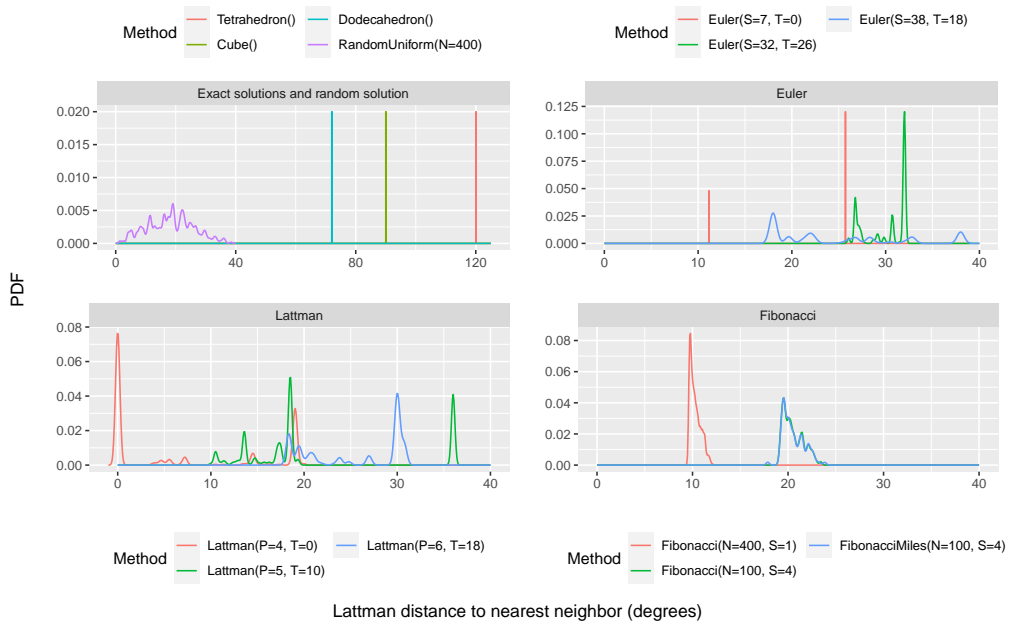 Method
Tetrahedron()
Dodecahedron()
Cube()
RandomUniform(N=400)
Method
Euler(S=7, T=0)
Euler(S=38, T=18)
Euler(S=32, T=26)
Exact solutions and random solution
0.020
0.015
0.010
0.005
0.000
0
40
80
120
Euler
0.125
0.100
0.075
0.050
0.025
0.000
0
10
20
30
40
PDF
Lattman
0.08
0.06
0.04
0.02
0.00
0
10
20
30
40
Fibonacci
0.08
0.06
0.04
0.02
0.00
0
10
20
30
40
Method
Lattman(P=4, T=0)
Lattman(P=6, T=18)
Lattman(P=5, T=10)
Method
Fibonacci(N=400, S=1)
FibonacciMiles(N=100, S=4)
Fibonacci(N=100, S=4)
Lattman distance to nearest neighbor (degrees)